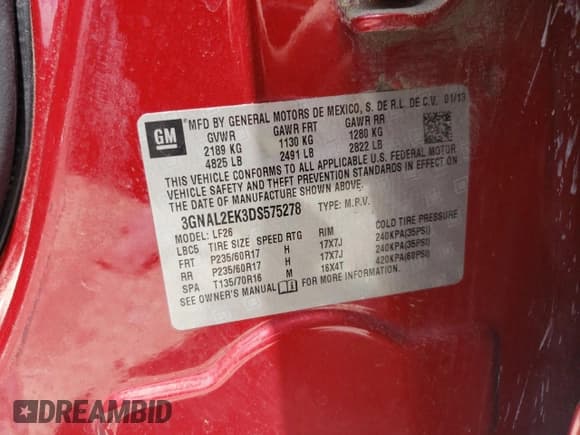 GM
MFD BY GENERAL MOTORS DE MEXICO, S. DE R.L. DE C.V. 01/13
GVWR GAWR FRT GAWR RR
2189 KG 1130 KG 1280 KG
4825 LB 2491 LB 2822 LB
THIS VEHICLE CONFORMS TO ALL APPLICABLE U.S. FEDERAL MOTOR
VEHICLE SAFETY AND THEFT PREVENTION STANDARDS IN EFFECT ON
THE DATE OF MANUFACTURE SHOWN ABOVE.
3GNAL2EK3DS575278 TYPE: M.P.V.
MODEL: LF26
LBC5 TIRE SIZE SPEED RTG RIM COLD TIRE PRESSURE
FRT P235/60R17 H 17X7J 240KPA(35PSI)
RR P235/60R17 H 17X7J 240KPA(35PSI)
SPA T135/70R16 M 16X4T 420KPA(60PSI)
SEE OWNER'S MANUAL FOR MORE INFORMATION.
DREAMBID